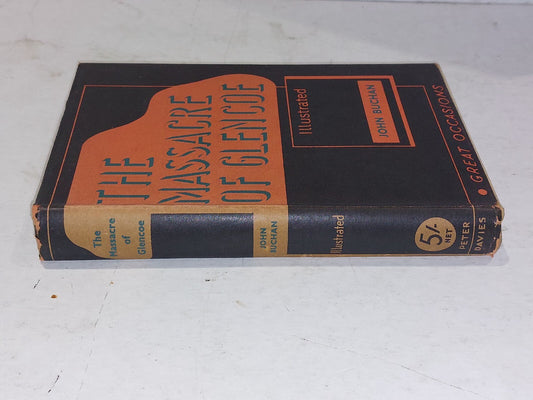 THE
MASSACRE
OF GLENCOE
Illustrated
JOHN BUCHAN
• GREAT OCCASIONS
The
Massacre
of
Glencoe
JOHN
BUCHAN
Illustrated
5/-
NET
PETER
DAVIES